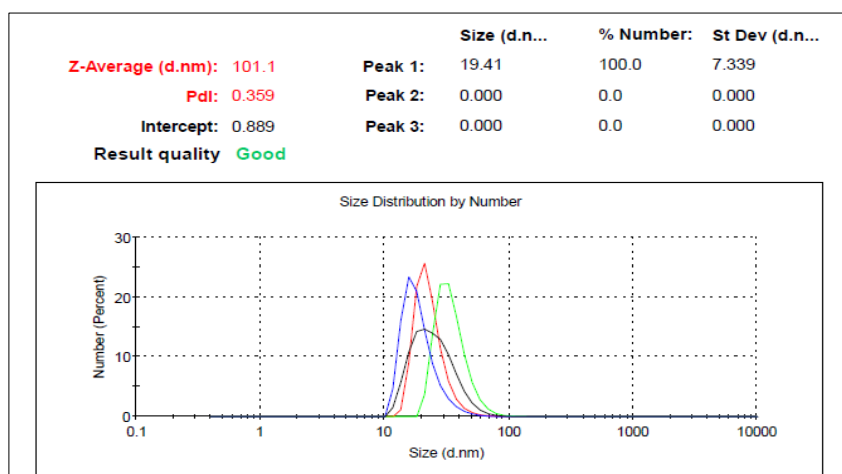 Size (d.n... % Number: St Dev (d.n...
Z-Average (d.nm): 101.1 Peak 1: 19.41 100.0 7.339
PdI: 0.359 Peak 2: 0.000 0.0 0.000
Intercept: 0.889 Peak 3: 0.000 0.0 0.000
Result quality Good
Size Distribution by Number
Number (Percent)
30
20
10
0
0.1 1 10 100 1000 10000
Size (d.nm)